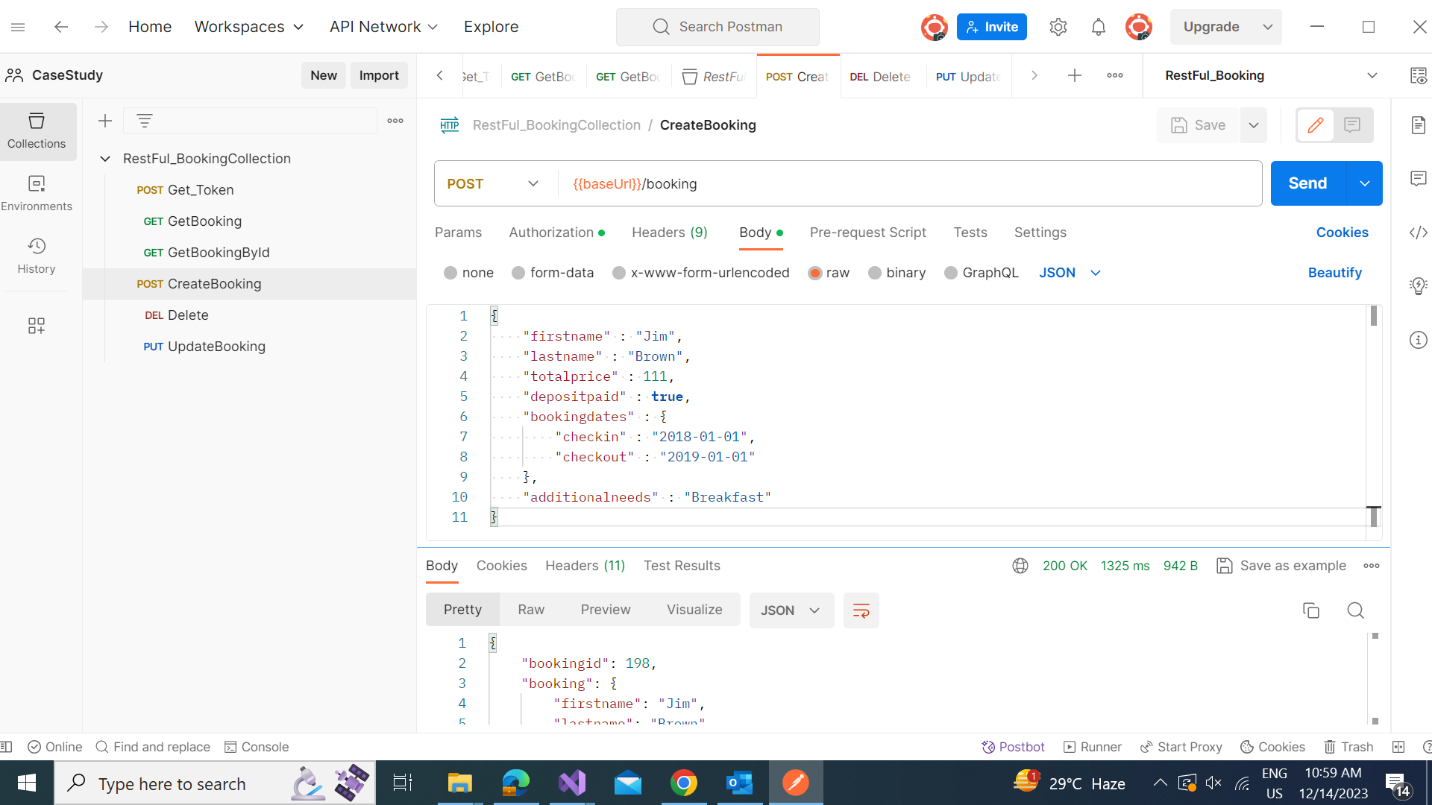 Home Workspaces API Network Explore Search Postman Invite Upgrade
CaseStudy New Import GET GetBoo GET GetBoo RestFul POST Creat DEL Delete PUT Update RestFul_Booking
Collections
Environments
History
RestFul_BookingCollection
POST Get_Token
GET GetBooking
GET GetBookingById
POST CreateBooking
DEL Delete
PUT UpdateBooking
HTTP RestFul_BookingCollection / CreateBooking Save
POST {{baseUrl}}/booking Send
Params Authorization Headers (9) Body Pre-request Script Tests Settings Cookies
none form-data x-www-form-urlencoded raw binary GraphQL JSON Beautify
1 {
2 "firstname" : "Jim",
3 "lastname" : "Brown",
4 "totalprice" : 111,
5 "depositpaid" : true,
6 "bookingdates" : {
7 "checkin" : "2018-01-01",
8 "checkout" : "2019-01-01"
9 },
10 "additionalneeds" : "Breakfast"
11 }
Body Cookies Headers (11) Test Results 200 OK 1325 ms 942 B Save as example
Pretty Raw Preview Visualize JSON
1 {
2 "bookingid": 198,
3 "booking": {
4 "firstname": "Jim",
5 "lastname": "Brown"
Online Find and replace Console Postbot Runner Start Proxy Cookies Trash
Type here to search 1 29°C Haze ENG US 10:59 AM 12/14/2023 14